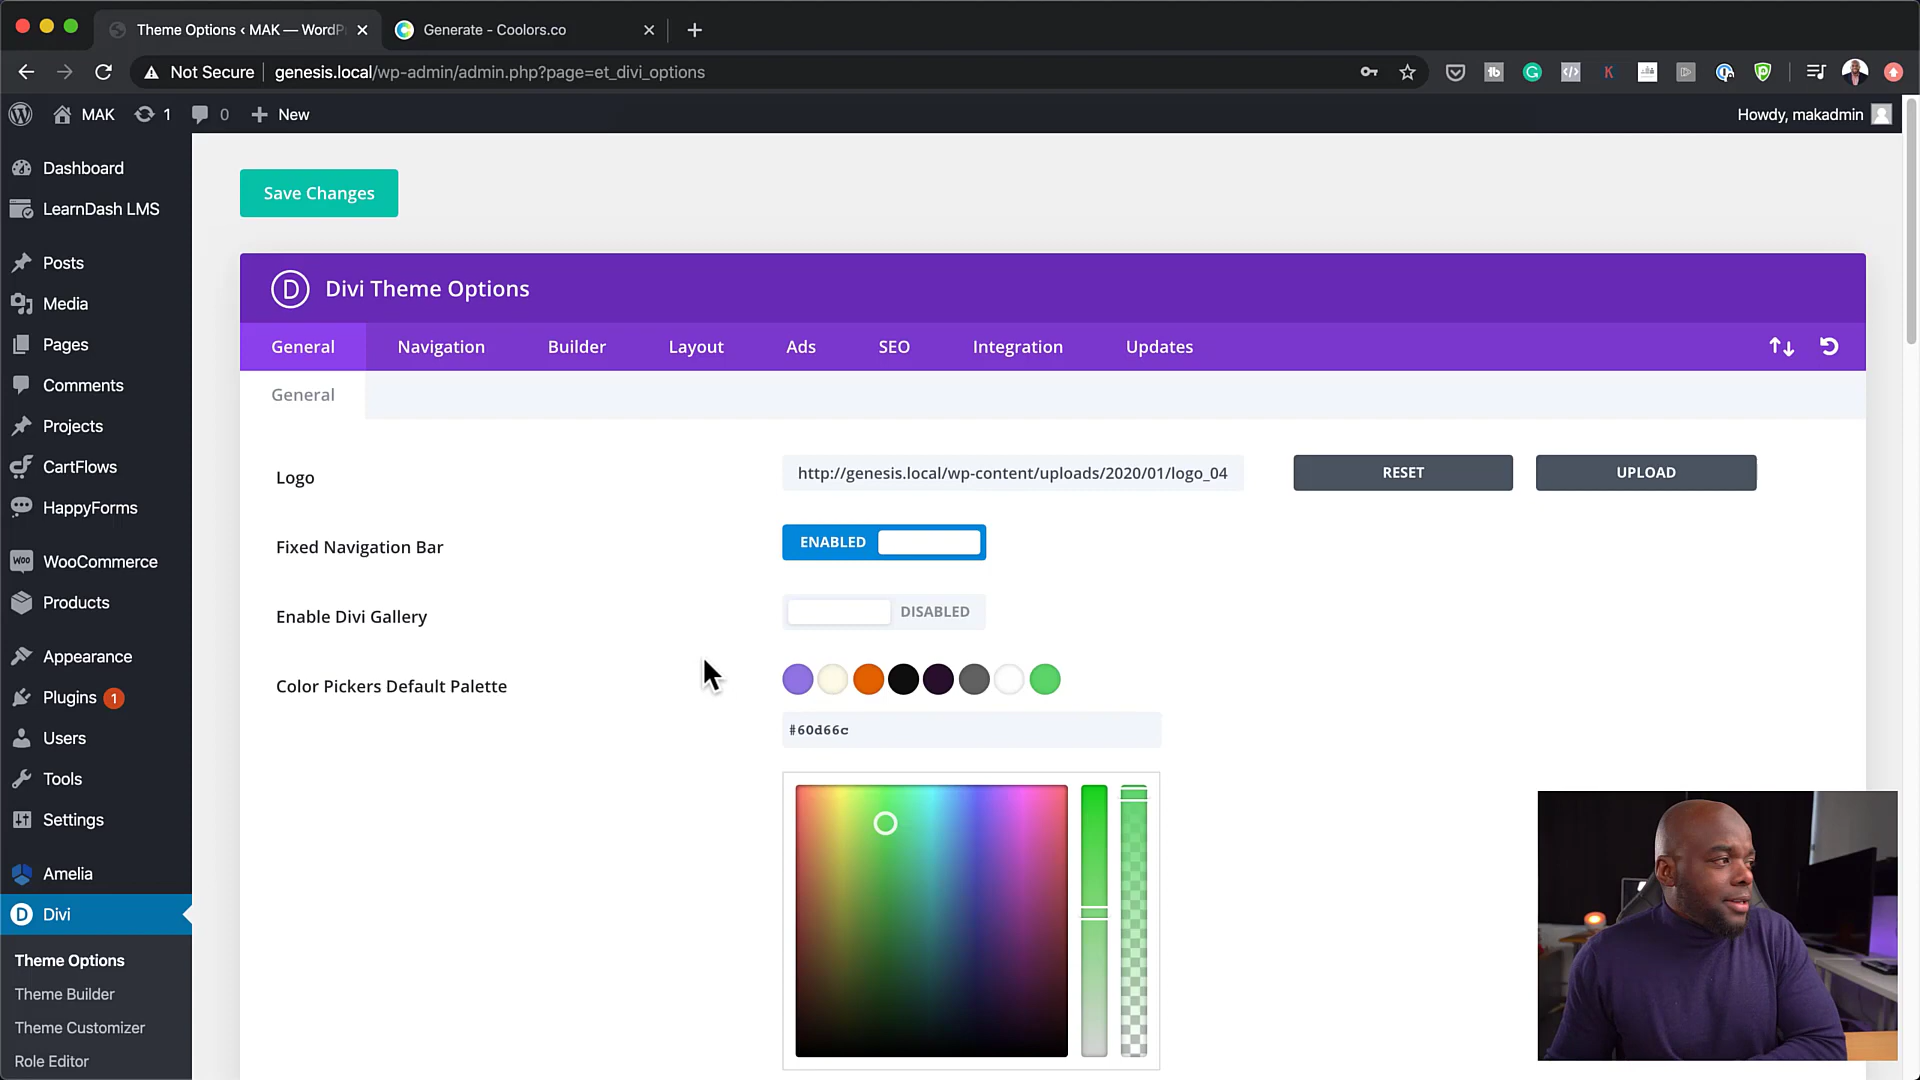 Theme Options ‹ MAK — WordP
Generate - Coolors.co
Not Secure
genesis.local/wp-admin/admin.php?page=et_divi_options
MAK
1
0
New
Howdy, makadmin
Dashboard
LearnDash LMS
Posts
Media
Pages
Comments
Projects
CartFlows
HappyForms
WooCommerce
Products
Appearance
Plugins 1
Users
Tools
Settings
Amelia
Divi
Theme Options
Theme Builder
Theme Customizer
Role Editor
Save Changes
D Divi Theme Options
General
Navigation
Builder
Layout
Ads
SEO
Integration
Updates
General
Logo
http://genesis.local/wp-content/uploads/2020/01/logo_04
RESET
UPLOAD
Fixed Navigation Bar
ENABLED
Enable Divi Gallery
DISABLED
Color Pickers Default Palette
#60d66c